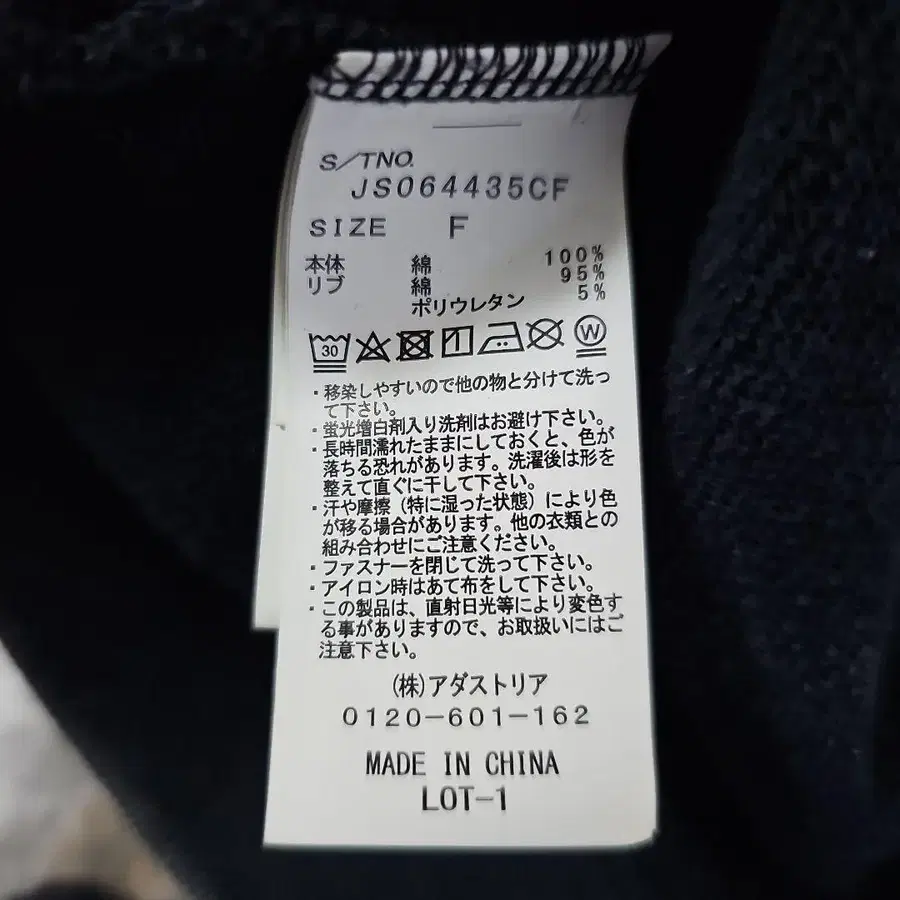 S/TNO.
JS064435CF
SIZE F
本体 綿 100%
リブ 綿 95%
ポリウレタン 5%
30 W
・移染しやすいので他の物と分けて洗っ
て下さい。
・蛍光増白剤入り洗剤はお避け下さい。
・長時間濡れたままにしておくと、色が
落ちる恐れがあります。洗濯後は形を
整えて直ぐに干して下さい。
・汗や摩擦（特に湿った状態）により色
が移る場合があります。他の衣類との
組み合わせにご注意ください。
・ファスナーを閉じて洗って下さい。
・アイロン時はあて布をして下さい。
・この製品は、直射日光等により変色す
る事がありますので、お取扱いにはご
注意下さい。
(株)アダストリア
0120-601-162
MADE IN CHINA
LOT-1